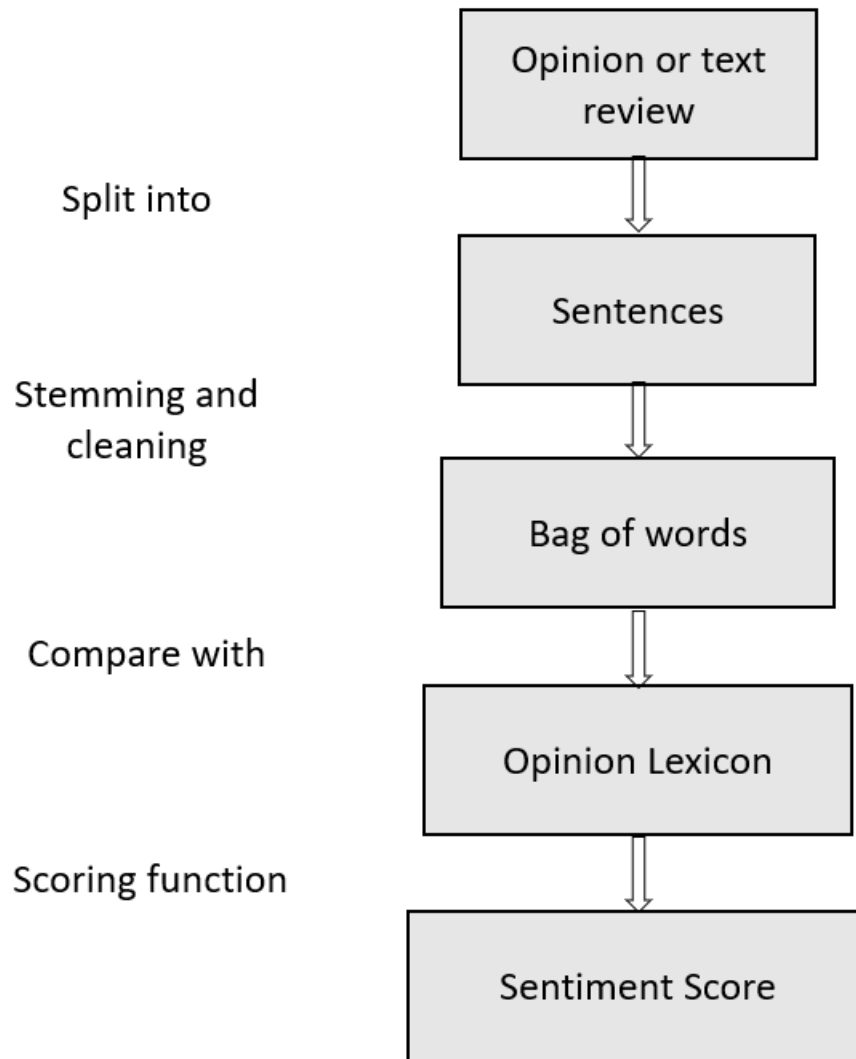 Opinion or text
review
Split into
Sentences
Stemming and
cleaning
Bag of words
Compare with
Opinion Lexicon
Scoring function
Sentiment Score